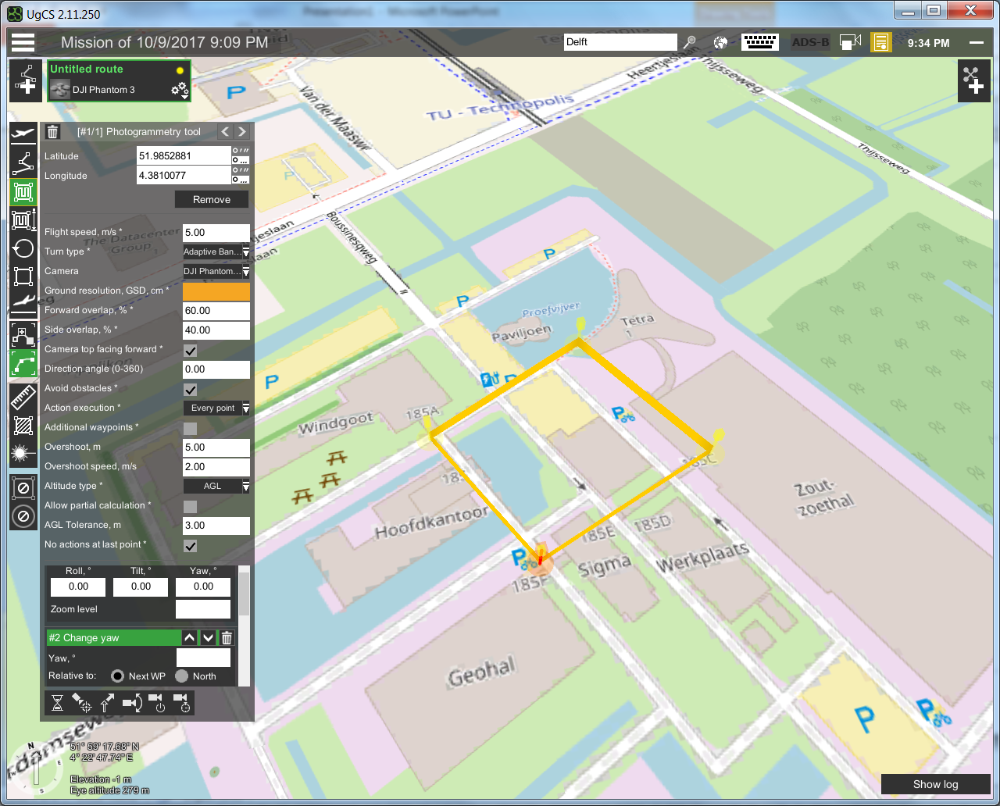 UgCS 2.11.250
Mission of 10/9/2017 9:09 PM
Delft
ADS-B
9:34 PM
Untitled route
DJI Phantom 3
[#1/1] Photogrammetry tool
Latitude
51.9852881
Longitude
4.3810077
Remove
Flight speed, m/s *
5.00
Turn type *
Adaptive Ban...
Camera
DJI Phantom...
Ground resolution, GSD, cm *
Forward overlap, % *
60.00
Side overlap, % *
40.00
Camera top facing forward *
Direction angle (0-360)
0.00
Avoid obstacles *
Action execution *
Every point
Additional waypoints *
Overshoot, m
5.00
Overshoot speed, m/s
2.00
Altitude type *
AGL
Allow partial calculation *
AGL Tolerance, m
3.00
No actions at last point *
Roll, °
Tilt, °
Yaw, °
0.00
0.00
0.00
Zoom level
#2 Change yaw
Yaw, °
Relative to:
Next WP
North
51° 59' 17.68" N
4° 22' 47.74" E
Elevation -1 m
Eye altitude 279 m
N
E
S
Show log
Heertjeslaan
Thijsseweg
Thijsseweg
TU - Technopolis
Van der Maaswe
P
P
Boussinesqweg
The Datacenter
Group
P
P
Proefvijver
Paviljoen
Tetra
1
P
P
185A
Windgoot
P
185C
Hoofdkantoor
Zout-
zoethal
185E
185D
P
185F
Sigma
Werkplaats
Geohal
P
P